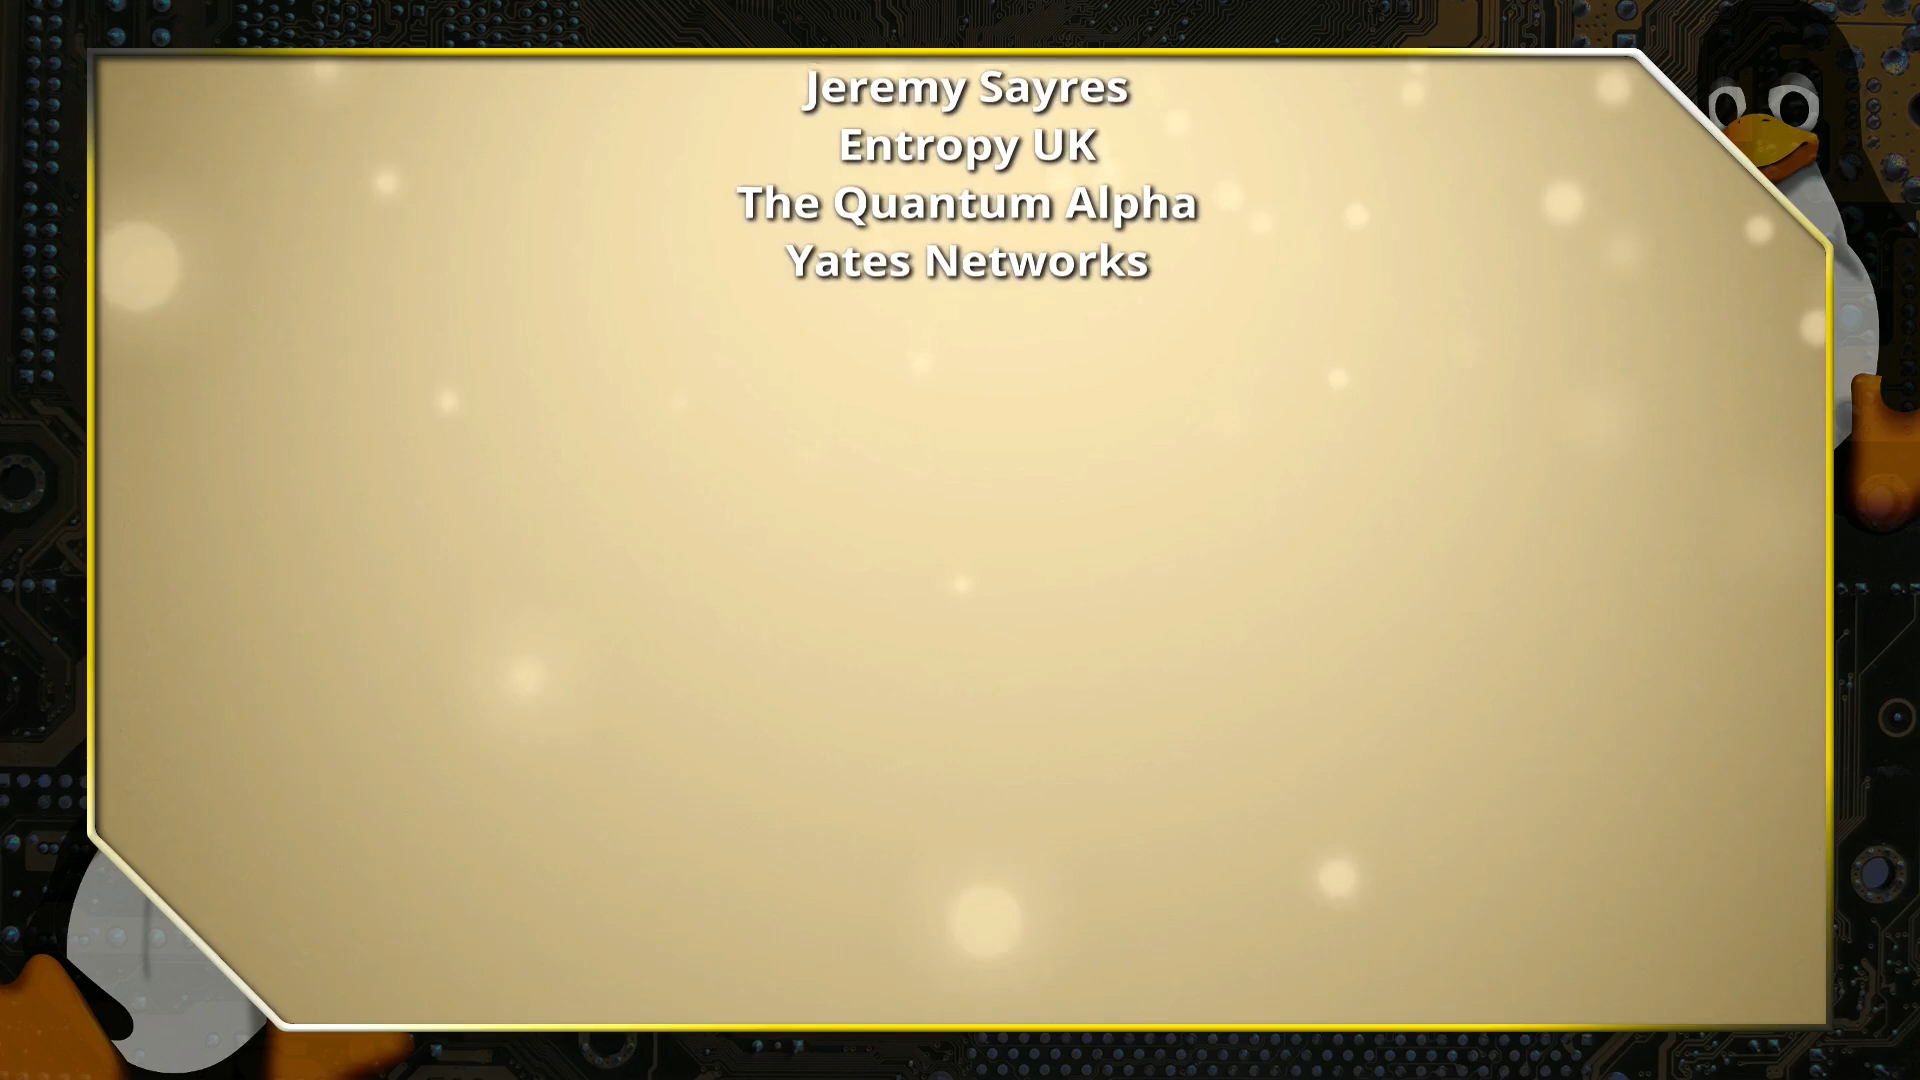 Jeremy Sayres
Entropy UK
The Quantum Alpha
Yates Networks